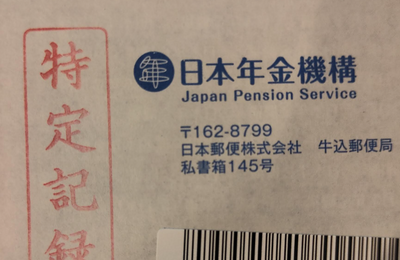 特定記録
日本年金機構
Japan Pension Service
〒162-8799
日本郵便株式会社 牛込郵便局
私書箱145号